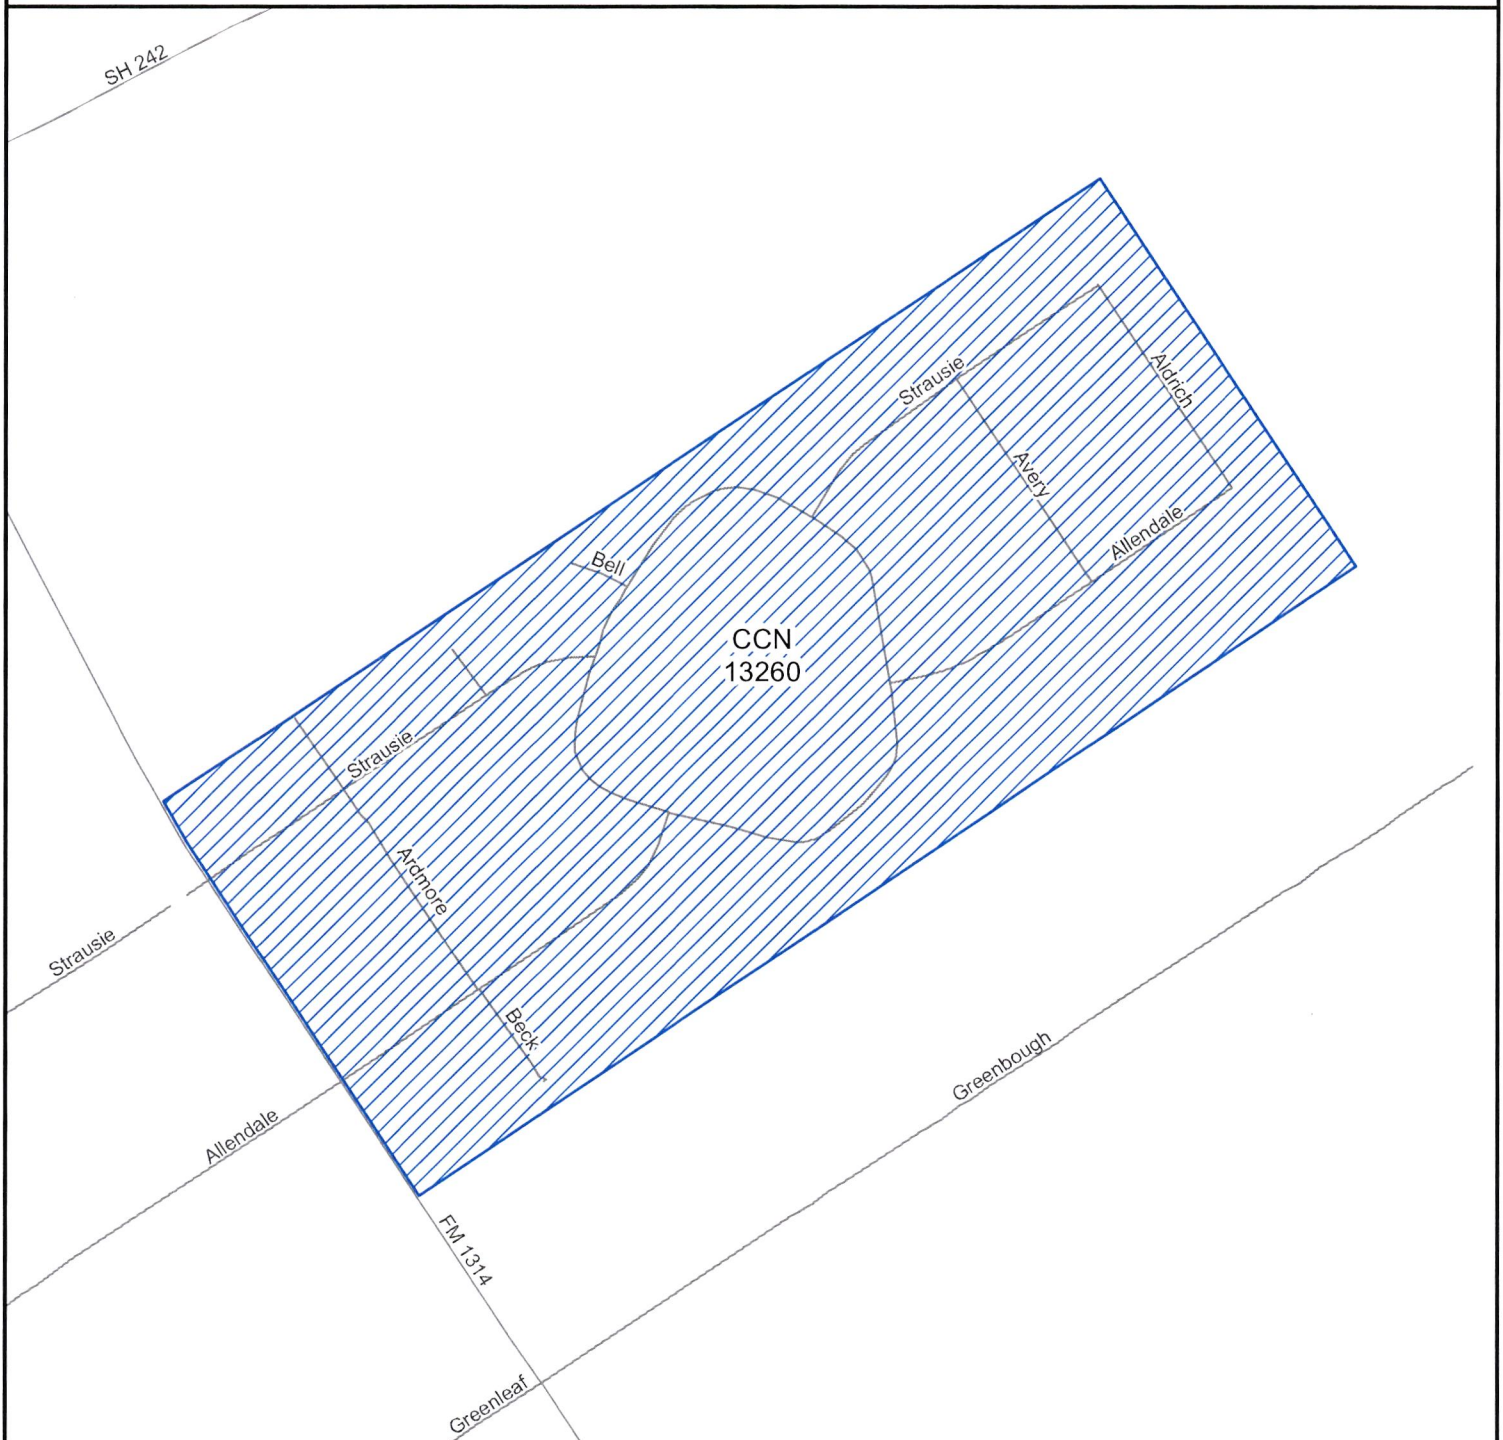 SH 242
Strausie
Aldrich
Avery
Allendale
Bell
CCN
13260
Strausie
Ardmore
Strausie
Beck
Greenbough
Allendale
FM 1314
Greenleaf